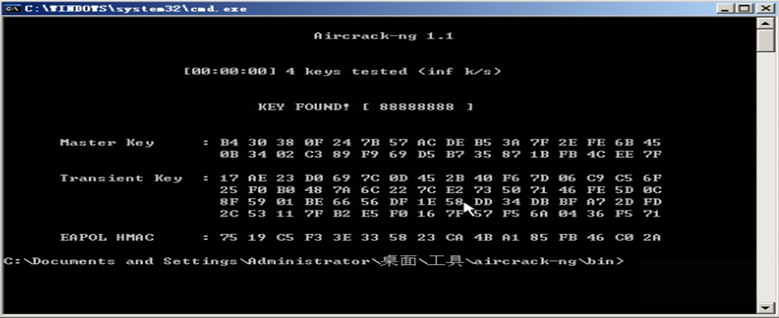 C:\WINDOWS\system32\cmd.exe
Aircrack-ng 1.1
[00:00:00] 4 keys tested (inf k/s)
KEY FOUND! [ 88888888 ]
Master Key : B4 30 38 0F 24 7B 57 AC DE B5 3A 7F 2E FE 6B 45
0B 34 02 C3 89 F9 69 D5 B7 35 87 1B FB 4C EE 7F
Transient Key : 17 AE 23 D0 69 7C 0D 45 2B 40 F6 7D 06 C9 C5 6F
25 F0 B0 48 7A 6C 22 7C E2 73 50 71 46 FE 5D 0C
8F 59 01 BE 66 56 DF 1E 58 DD 34 DB BF A7 2D FD
2C 53 11 7F B2 E5 F0 16 7F 57 F5 6A 04 36 F5 71
EAPOL HMAC : 75 19 C5 F3 3E 33 58 23 CA 4B A1 85 FB 46 C0 2A
C:\Documents and Settings\Administrator\桌面\工具\aircrack-ng\bin>